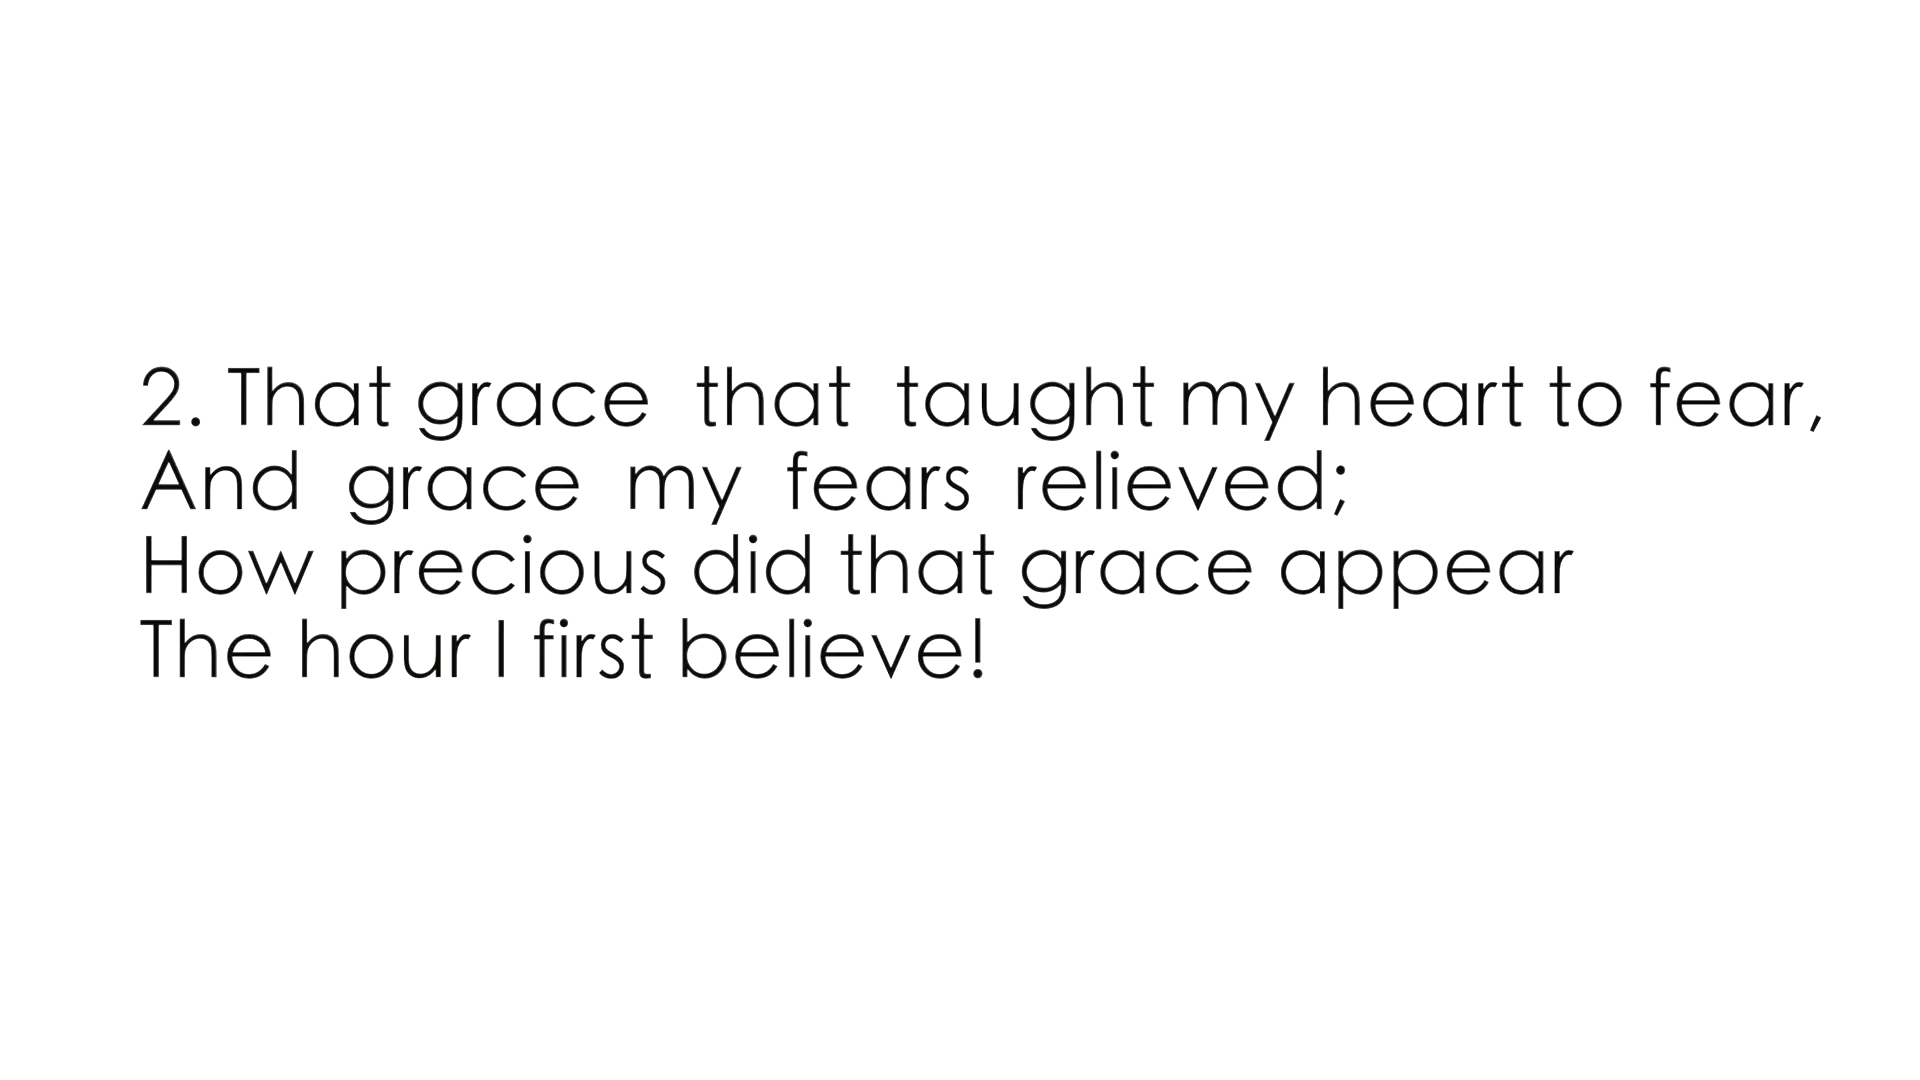 2. That grace  that  taught my heart to fear,
And  grace  my  fears  relieved;
How precious did that grace appear
The hour I first believe!